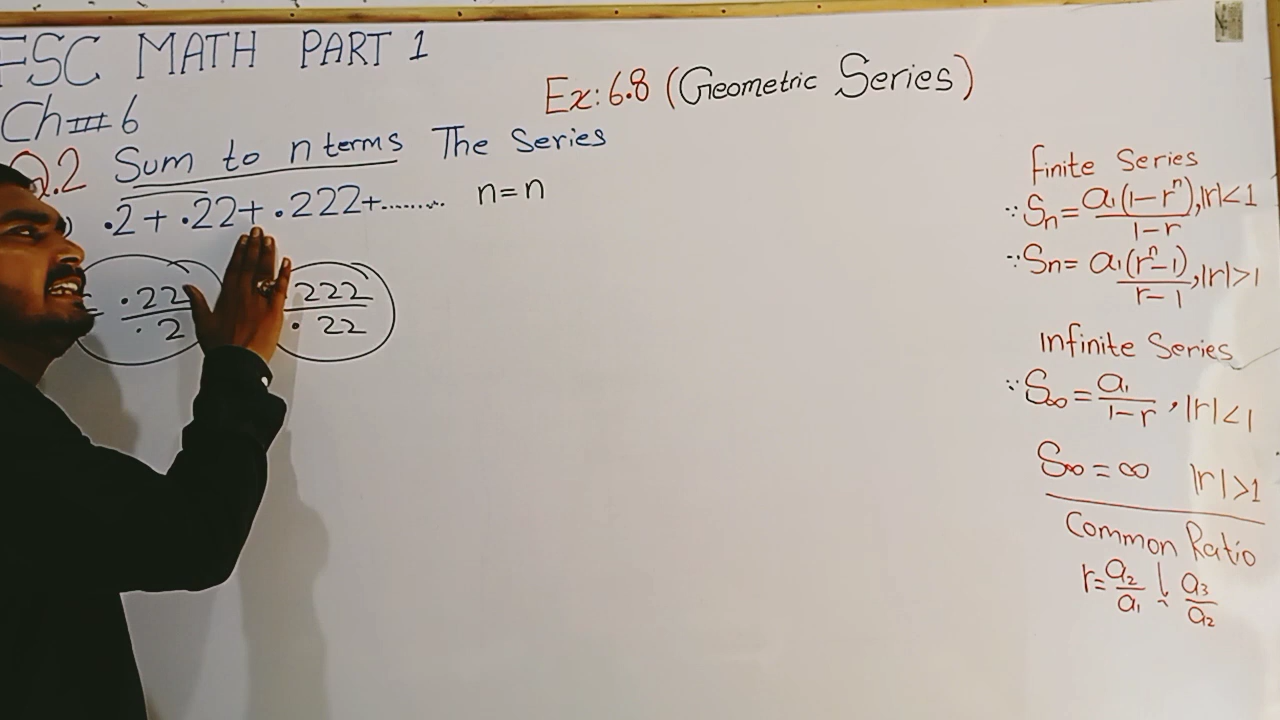 FSC MATH PART 1
Ch# 6
Ex: 6.8 (Geometric Series)
Q.2 Sum to n terms The Series
) .2 + .22 + .222 + ........ n = n
= .22/.2 .222/.22
finite Series
∵ Sn = a₁(1-rⁿ)/1-r, |r|<1
∵ Sn = a₁(rⁿ-1)/r-1, |r|>1
Infinite Series
∵ S∞ = a₁/1-r, |r|<1
S∞ = ∞ |r|>1
Common Ratio
r = a₂/a₁ ¦ a₃/a₂